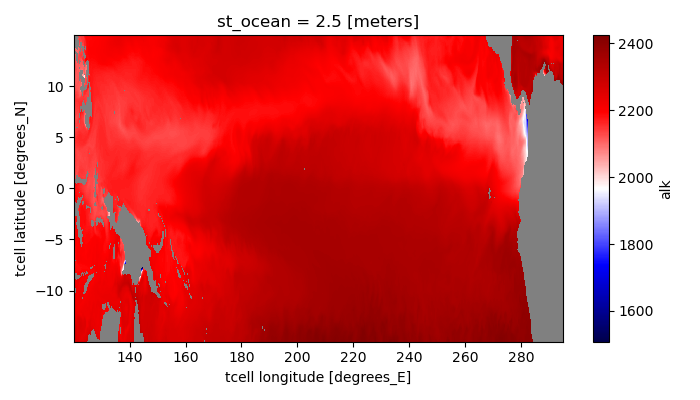 st_ocean = 2.5 [meters]
tcell latitude [degrees_N]
10
5
0
−5
−10
140 160 180 200 220 240 260 280
tcell longitude [degrees_E]
2400
2200
2000
1800
1600
alk